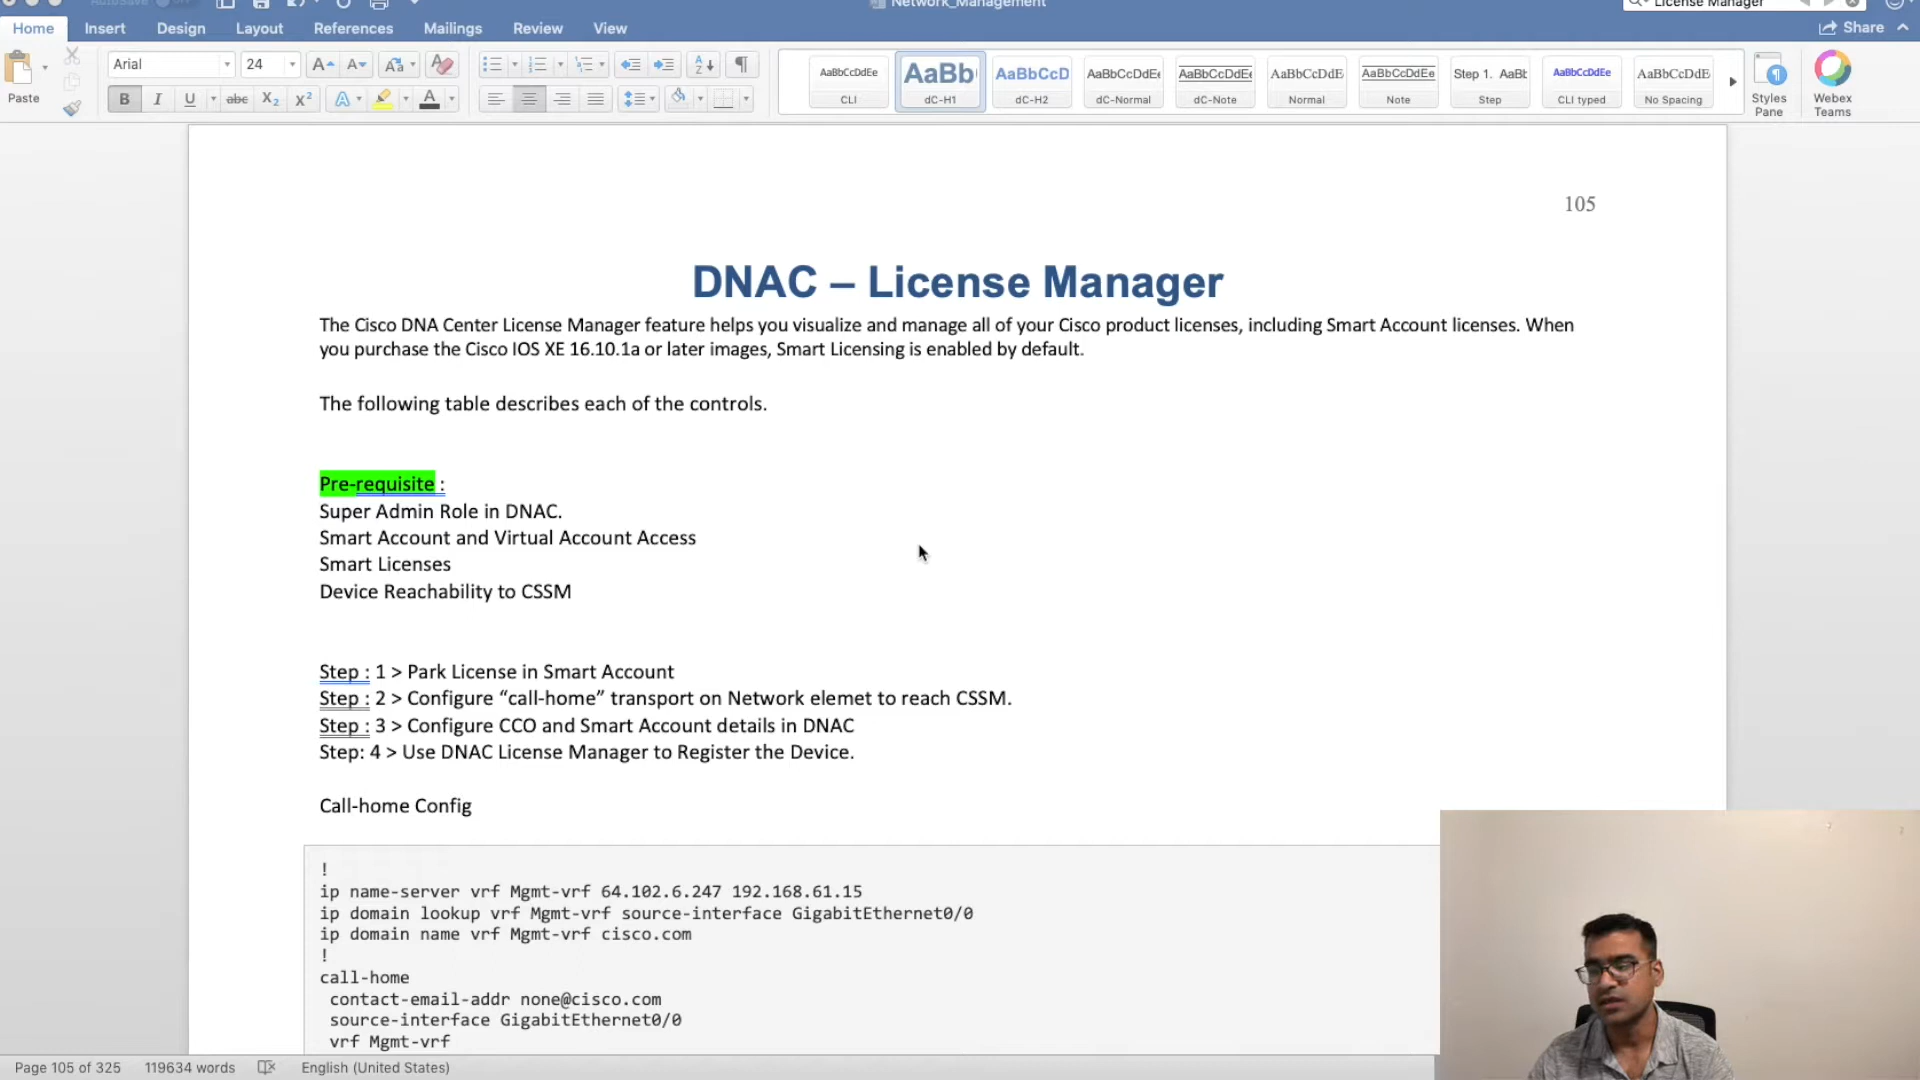 Network_Management
License Manager
Home Insert Design Layout References Mailings Review View
Share
Paste
Arial 24
AaBbCcDdEe AaBb AaBbCcD AaBbCcDdEe AaBbCcDdEe AaBbCcDdE AaBbCcDdEe Step 1. AaBb AaBbCcDdEe AaBbCcDdE
CLI dC-H1 dC-H2 dC-Normal dC-Note Normal Note Step CLI typed No Spacing
Styles Pane
Webex Teams
105
DNAC – License Manager
The Cisco DNA Center License Manager feature helps you visualize and manage all of your Cisco product licenses, including Smart Account licenses. When
you purchase the Cisco IOS XE 16.10.1a or later images, Smart Licensing is enabled by default.
The following table describes each of the controls.
Pre-requisite :
Super Admin Role in DNAC.
Smart Account and Virtual Account Access
Smart Licenses
Device Reachability to CSSM
Step : 1 > Park License in Smart Account
Step : 2 > Configure “call-home” transport on Network elemet to reach CSSM.
Step : 3 > Configure CCO and Smart Account details in DNAC
Step: 4 > Use DNAC License Manager to Register the Device.
Call-home Config
!
ip name-server vrf Mgmt-vrf 64.102.6.247 192.168.61.15
ip domain lookup vrf Mgmt-vrf source-interface GigabitEthernet0/0
ip domain name vrf Mgmt-vrf cisco.com
!
call-home
contact-email-addr none@cisco.com
source-interface GigabitEthernet0/0
vrf Mgmt-vrf
Page 105 of 325 119634 words English (United States)